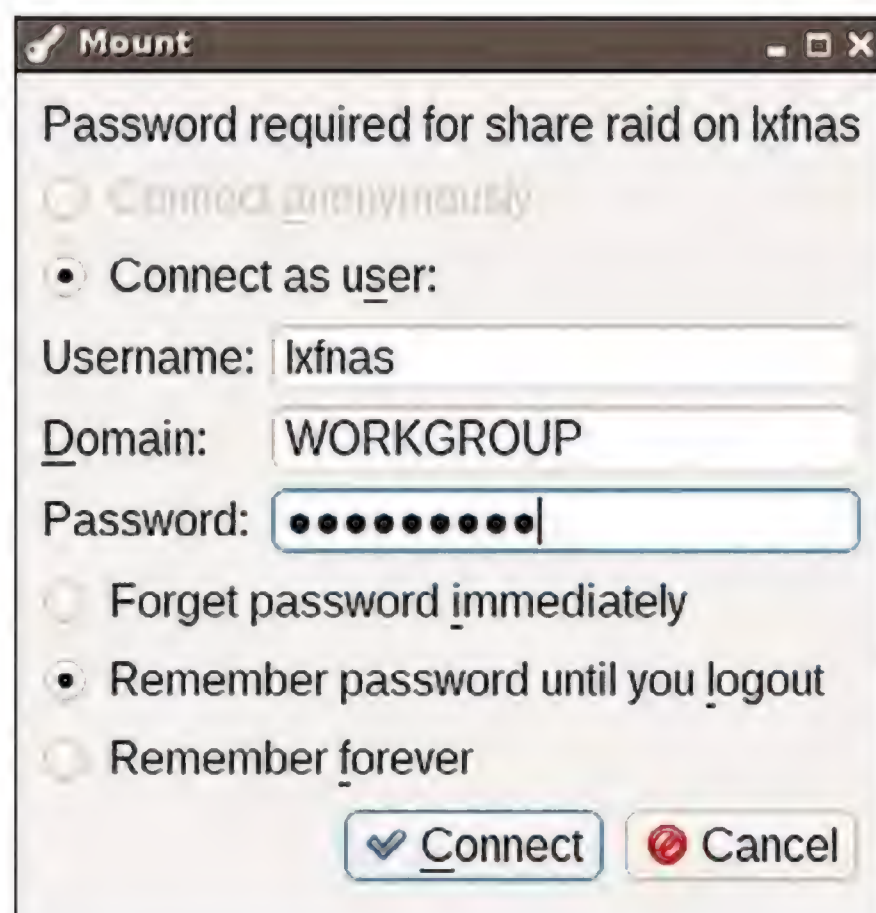 Mount
Password required for share raid on lxfnas
Connect anonymously
Connect as user:
Username: lxfnas
Domain: WORKGROUP
Password: ●●●●●●●●●
Forget password immediately
Remember password until you logout
Remember forever
Connect
Cancel